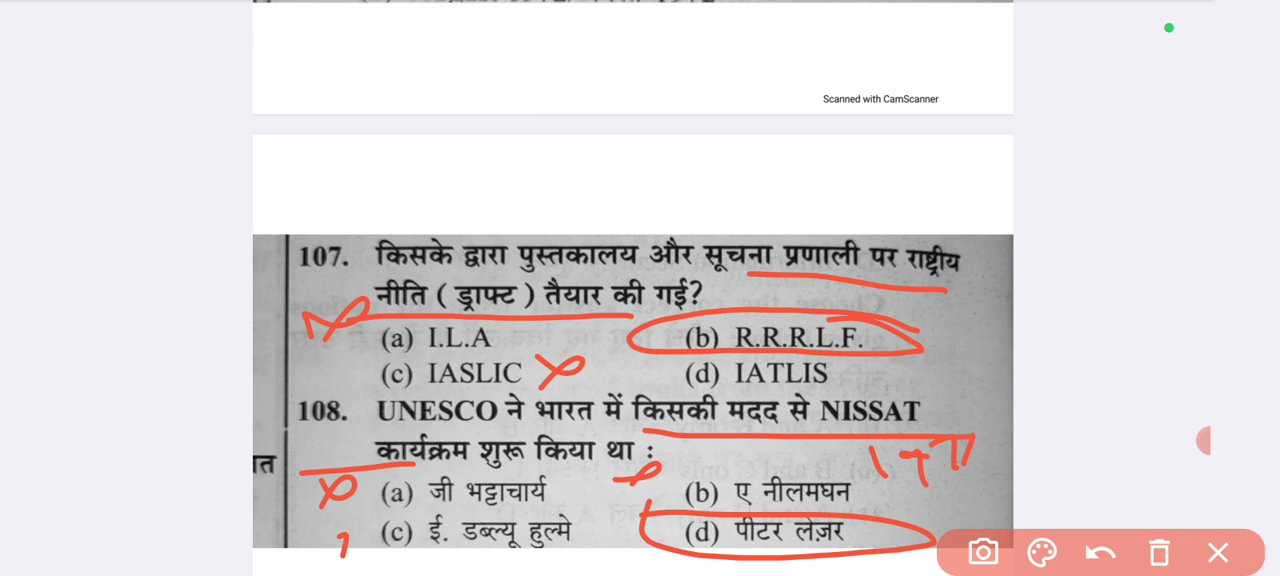 Scanned with CamScanner
107. किसके द्वारा पुस्तकालय और सूचना प्रणाली पर राष्ट्रीय
नीति ( ड्राफ्ट ) तैयार की गई?
(a) I.L.A (b) R.R.R.L.F.
(c) IASLIC (d) IATLIS
108. UNESCO ने भारत में किसकी मदद से NISSAT
कार्यक्रम शुरू किया था :
त
(a) जी भट्टाचार्य (b) ए नीलमघन
(c) ई. डब्ल्यू हुल्मे (d) पीटर लेज़र